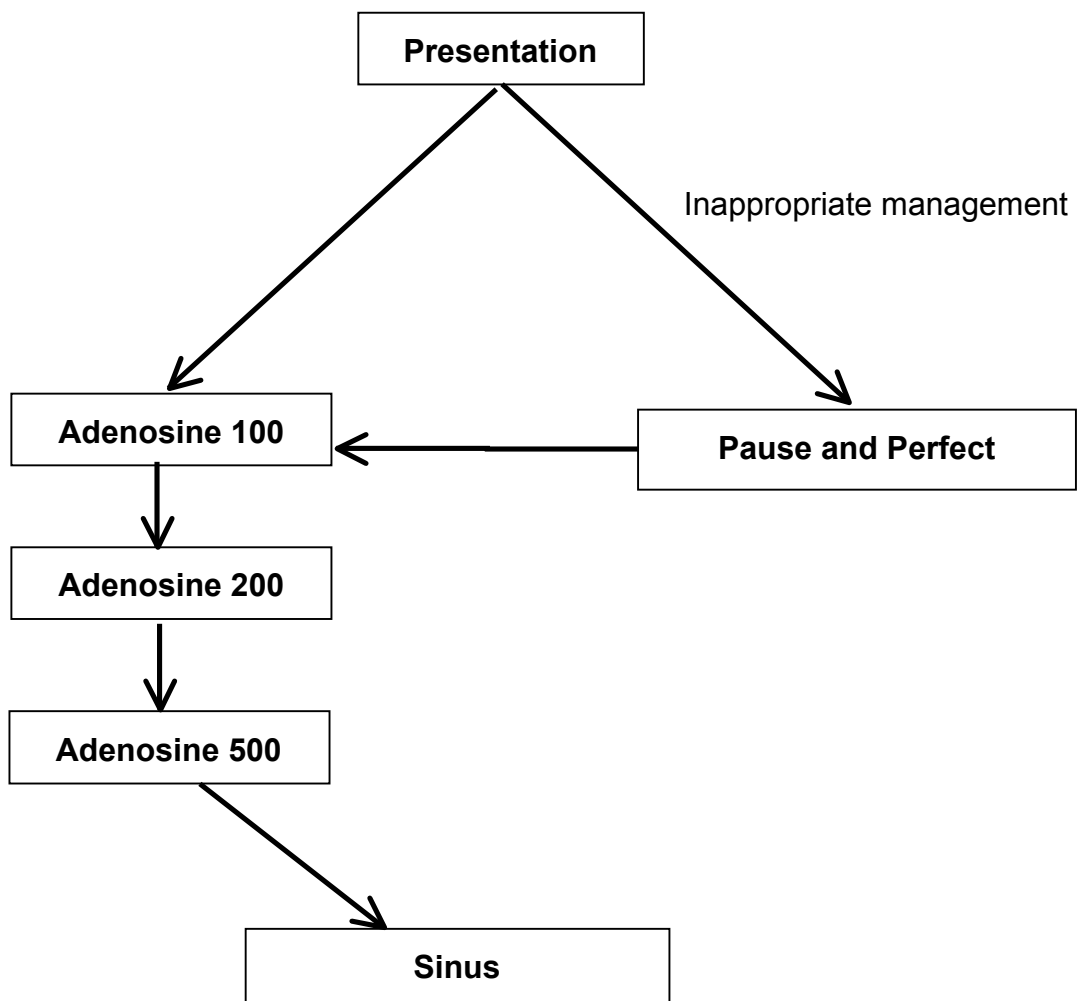 Presentation
Inappropriate management
Adenosine 100
Pause and Perfect
Adenosine 200
Adenosine 500
Sinus